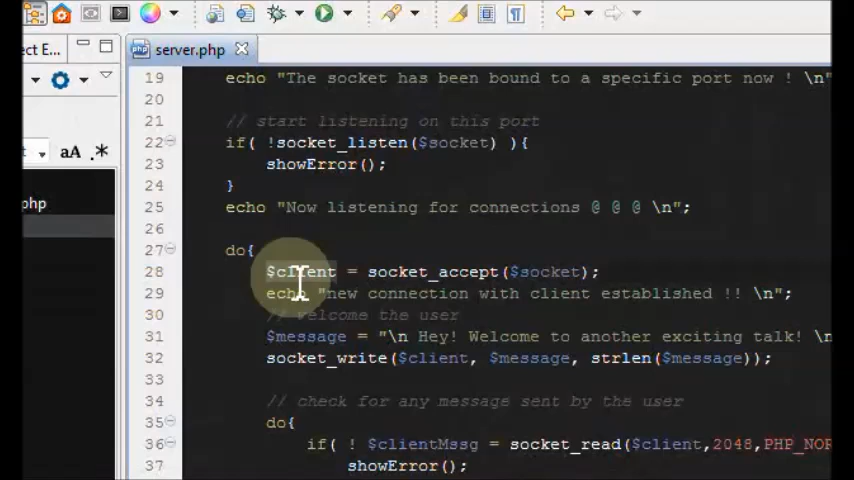 ct E...
server.php
aA .*
php
19 echo "The socket has been bound to a specific port now ! \n"
20
21 // start listening on this port
22 if( !socket_listen($socket) ){
23 showError();
24 }
25 echo "Now listening for connections @ @ @ \n";
26
27 do{
28 $client = socket_accept($socket);
29 echo "new connection with client established !! \n";
30 // welcome the user
31 $message = "\n Hey! Welcome to another exciting talk! \n
32 socket_write($client, $message, strlen($message));
33
34 // check for any message sent by the user
35 do{
36 if( ! $clientMssg = socket_read($client,2048,PHP_NOR
37 showError();